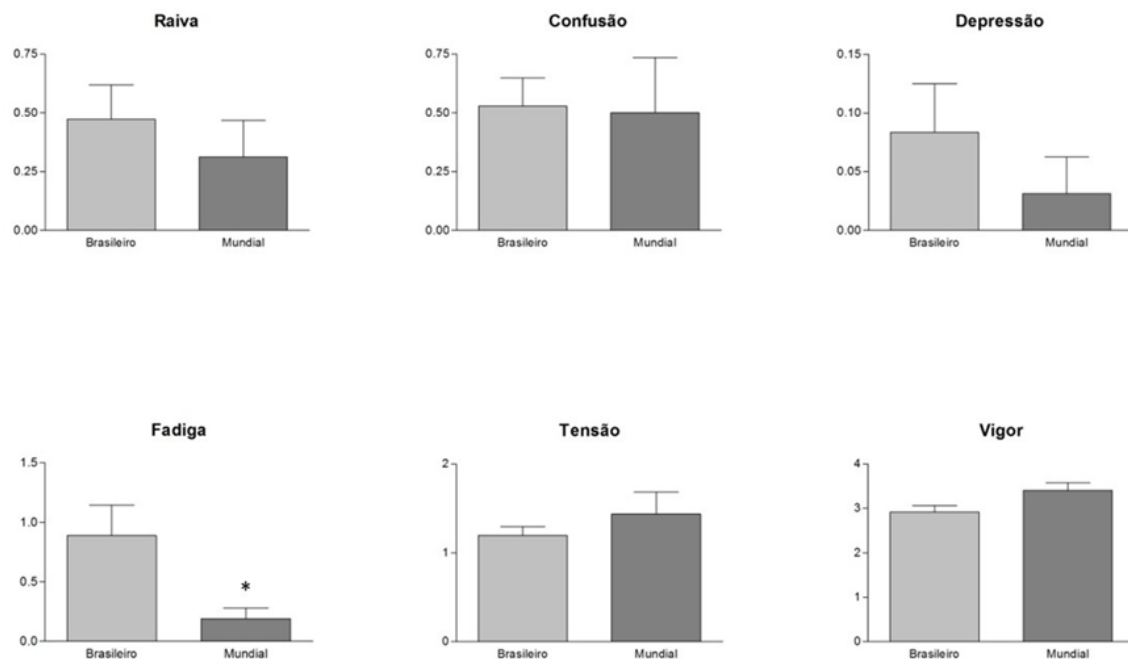 Raiva
0.75
0.50
0.25
0.00
Brasileiro Mundial
Confusão
0.75
0.50
0.25
0.00
Brasileiro Mundial
Depressão
0.15
0.10
0.05
0.00
Brasileiro Mundial
Fadiga
1.5
1.0
0.5
0.0
*
Brasileiro Mundial
Tensão
2
1
0
Brasileiro Mundial
Vigor
4
3
2
1
0
Brasileiro Mundial